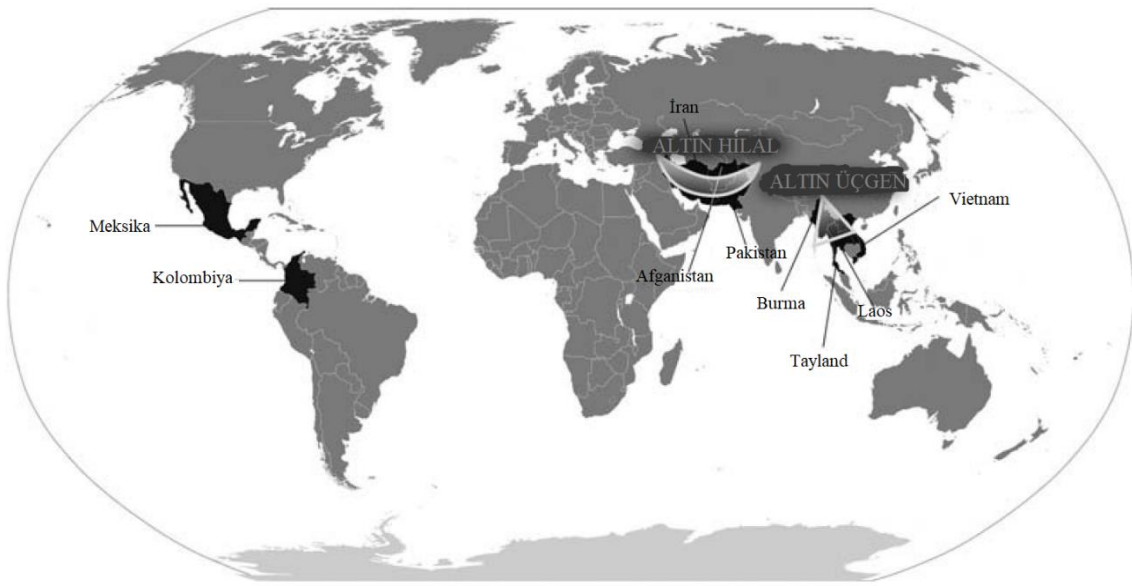 İran
ALTIN HİLAL
ALTIN ÜÇGEN
Vietnam
Meksika
Pakistan
Kolombiya
Afganistan
Burma
Laos
Tayland